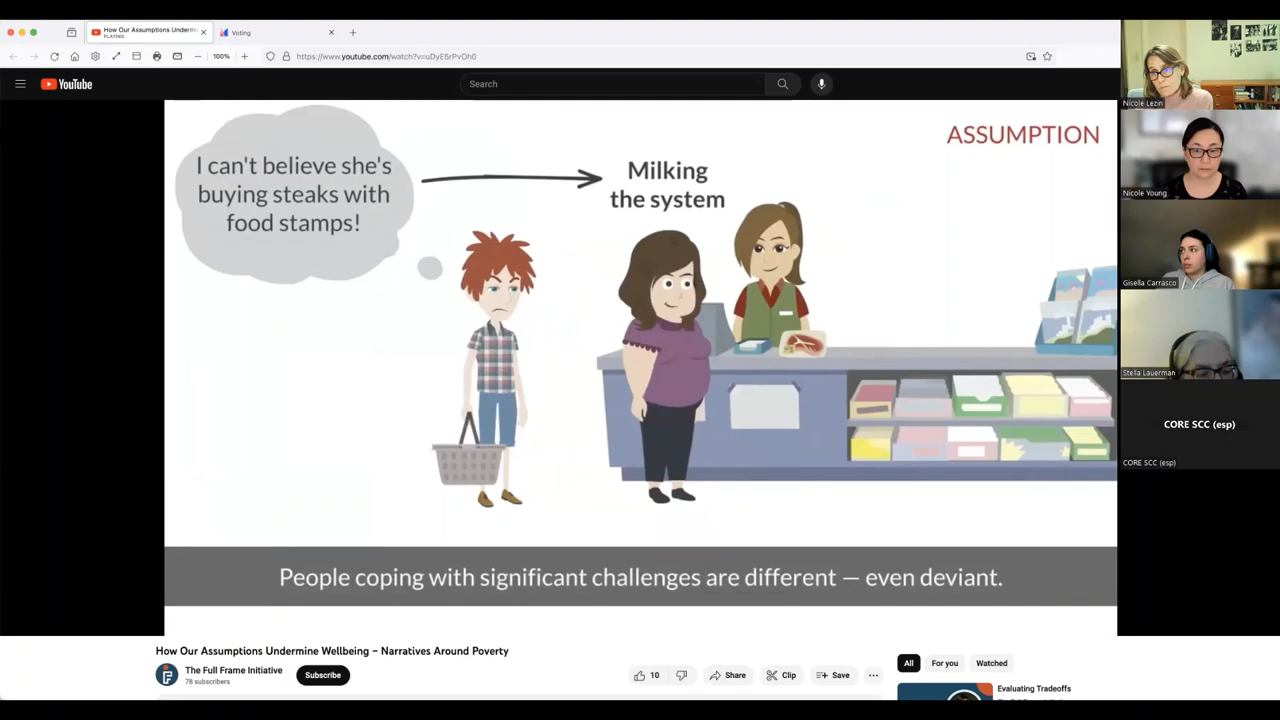 How Our Assumptions Undermi
PLAYING
Voting
100%
https://www.youtube.com/watch?v=uDyE5rPvOh0
YouTube
Search
I can't believe she's
buying steaks with
food stamps!
Milking
the system
ASSUMPTION
People coping with significant challenges are different — even deviant.
How Our Assumptions Undermine Wellbeing – Narratives Around Poverty
The Full Frame Initiative
78 subscribers
Subscribe
10
Share
Clip
Save
All
For you
Watched
Evaluating Tradeoffs
Nicole Lezin
Nicole Young
Gisella Carrasco
Stella Lauerman
CORE SCC (esp)
CORE SCC (esp)